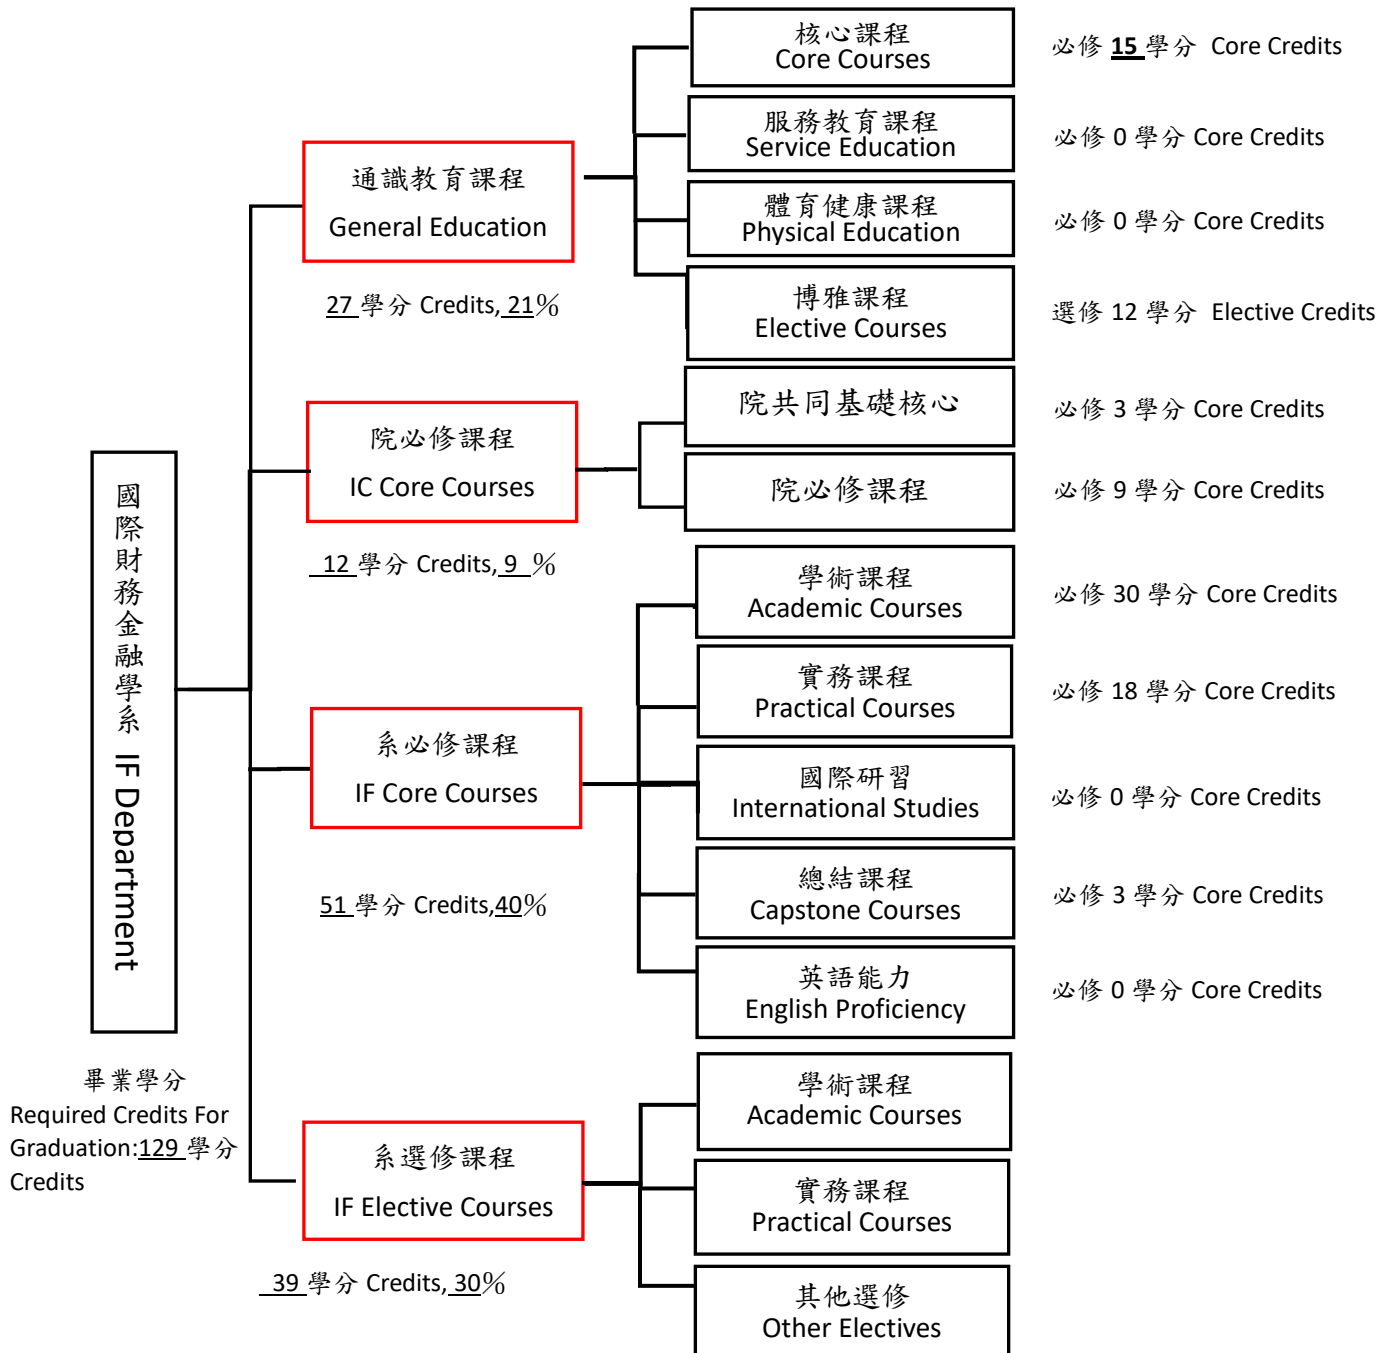 核心課程
Core Courses
必修 15 學分 Core Credits
服務教育課程
Service Education
必修 0 學分 Core Credits
通識教育課程
General Education
體育健康課程
Physical Education
必修 0 學分 Core Credits
27 學分 Credits, 21%
博雅課程
Elective Courses
選修 12 學分 Elective Credits
院共同基礎核心
必修 3 學分 Core Credits
院必修課程
IC Core Courses
院必修課程
必修 9 學分 Core Credits
12 學分 Credits, 9 %
國際財務金融學系 IF Department
學術課程
Academic Courses
必修 30 學分 Core Credits
實務課程
Practical Courses
必修 18 學分 Core Credits
系必修課程
IF Core Courses
國際研習
International Studies
必修 0 學分 Core Credits
51 學分 Credits,40%
總結課程
Capstone Courses
必修 3 學分 Core Credits
英語能力
English Proficiency
必修 0 學分 Core Credits
畢業學分
Required Credits For
Graduation:129 學分
Credits
學術課程
Academic Courses
系選修課程
IF Elective Courses
實務課程
Practical Courses
39 學分 Credits, 30%
其他選修
Other Electives